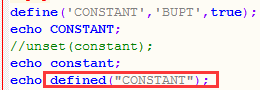 define('CONSTANT','BUPT',true);
echo CONSTANT;
//unset(constant);
echo constant;
echo defined("CONSTANT");